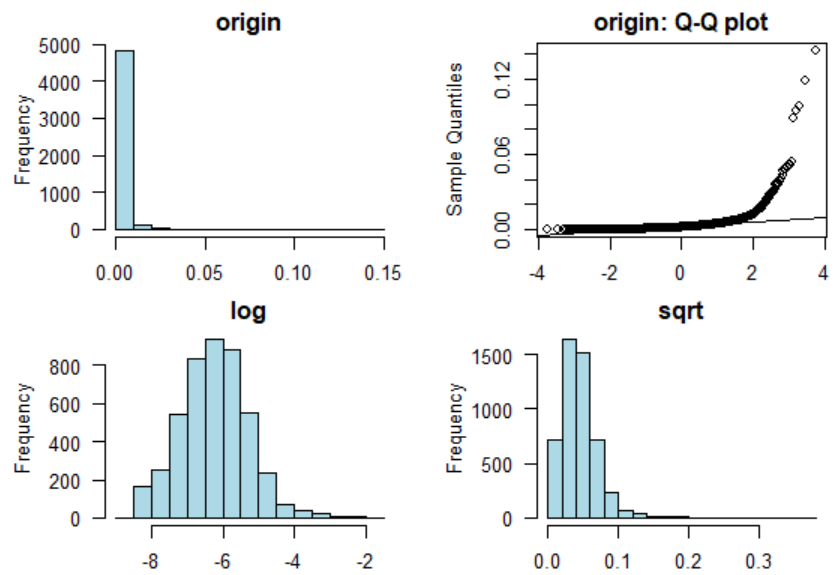 origin
Frequency
5000
4000
3000
2000
1000
0
0.00 0.05 0.10 0.15
origin: Q-Q plot
Sample Quantiles
0.12
0.06
0.00
-4 -2 0 2 4
log
Frequency
800
600
400
200
0
-8 -6 -4 -2
sqrt
Frequency
1500
1000
500
0
0.0 0.1 0.2 0.3